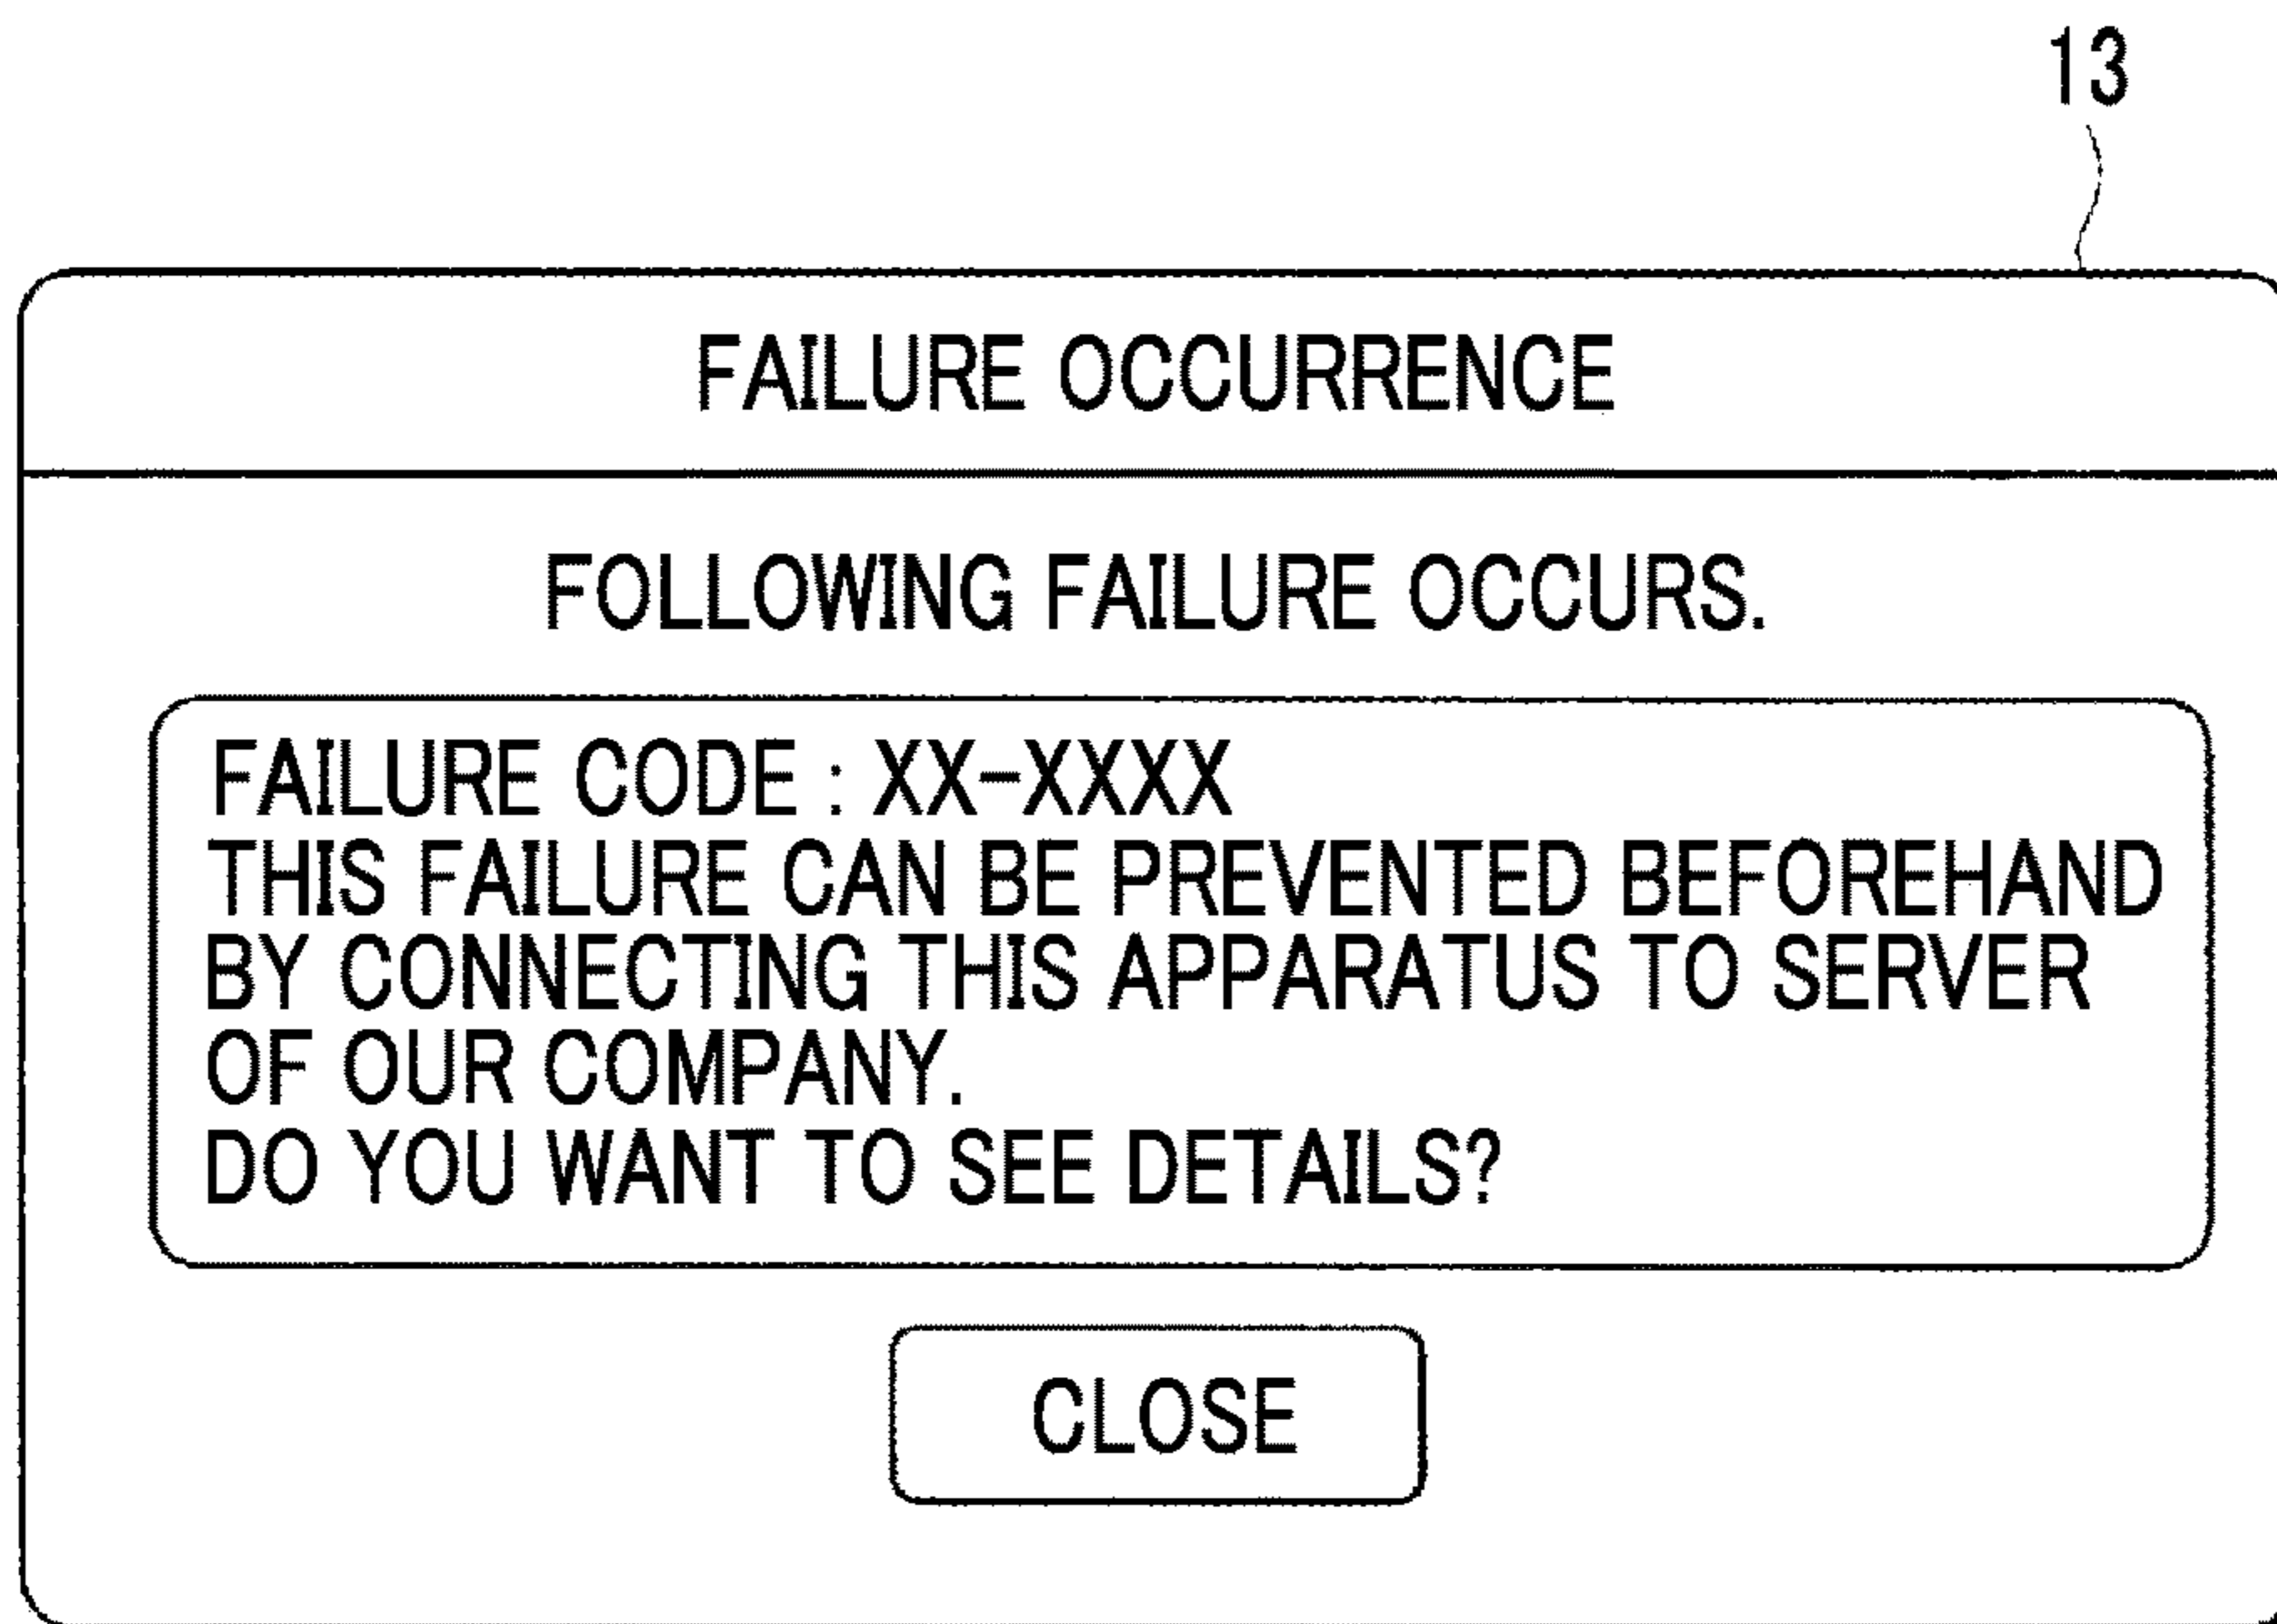 13
FAILURE OCCURRENCE
FOLLOWING FAILURE OCCURS.
FAILURE CODE : XX-XXXX
THIS FAILURE CAN BE PREVENTED BEFOREHAND
BY CONNECTING THIS APPARATUS TO SERVER
OF OUR COMPANY.
DO YOU WANT TO SEE DETAILS?
CLOSE